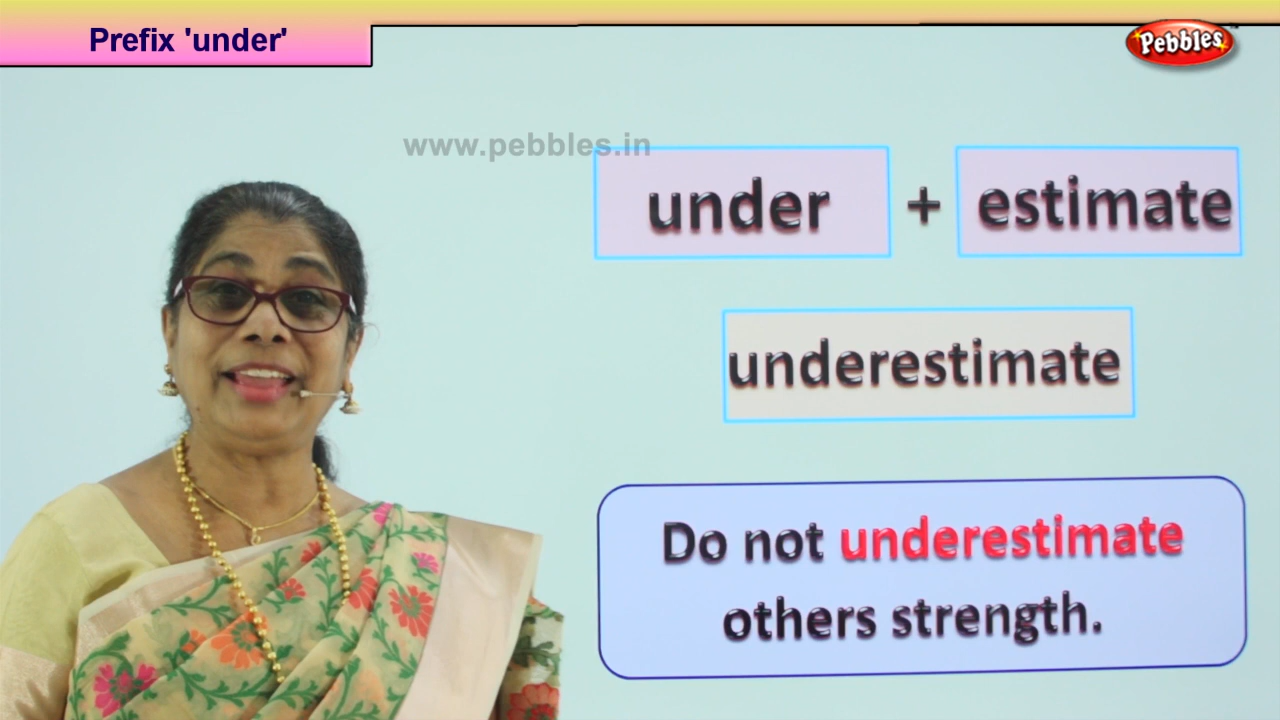 Prefix 'under'
Pebbles
www.pebbles.in
under + estimate
underestimate
Do not underestimate
others strength.